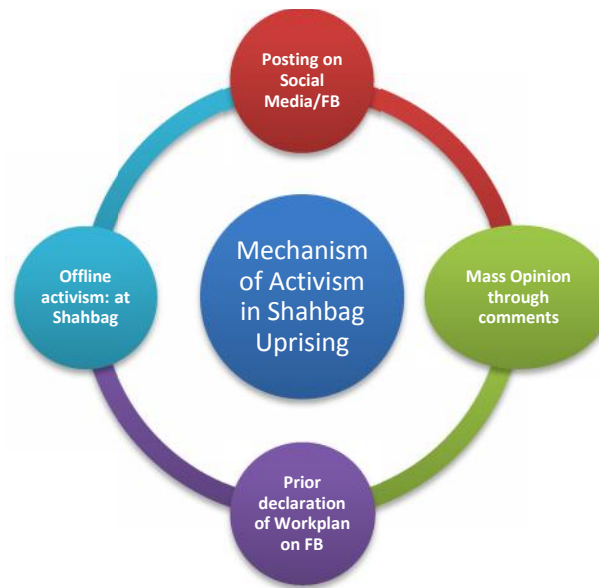 Posting on
Social
Media/FB
Mechanism
of Activism
in Shahbag
Uprising
Offline
activism: at
Shahbag
Mass Opinion
through
comments
Prior
declaration
of Workplan
on FB